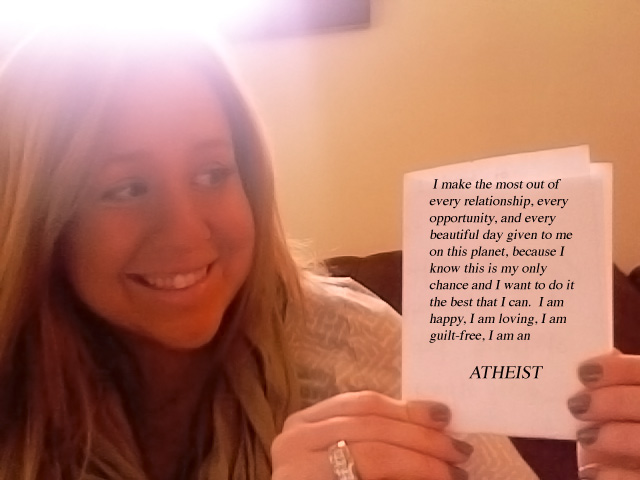 I make the most out of
every relationship, every
opportunity, and every
beautiful day given to me
on this planet, because I
know this is my only
chance and I want to do it
the best that I can.  I am
happy, I am loving, I am
guilt-free, I am an
ATHEIST